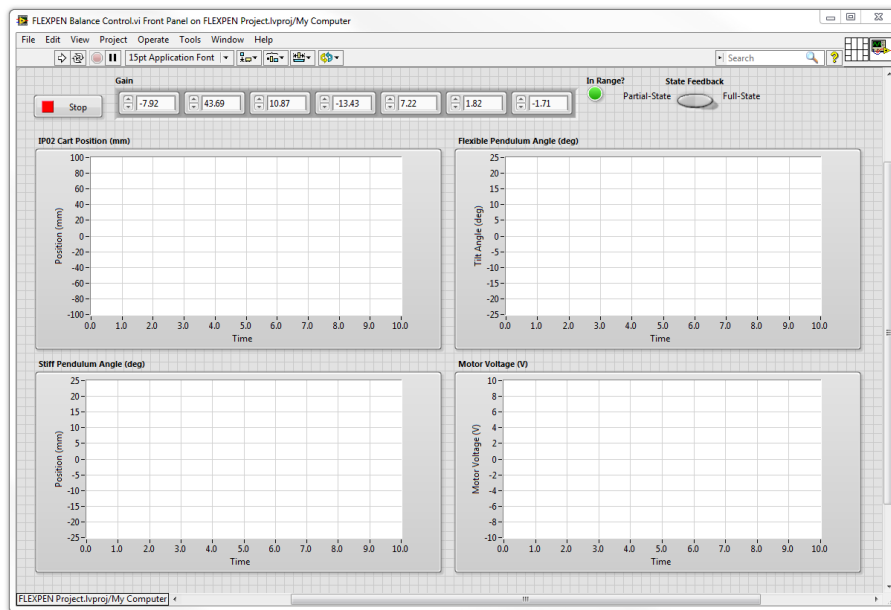 FLEXPEN Balance Control.vi Front Panel on FLEXPEN Project.lvproj/My Computer
File Edit View Project Operate Tools Window Help
15pt Application Font
Search
?
Stop
Gain
-7.92 43.69 10.87 -13.43 7.22 1.82 -1.71
In Range?
State Feedback
Partial-State Full-State
IP02 Cart Position (mm)
Position (mm)
100
80
60
40
20
0
-20
-40
-60
-80
-100
0.0 1.0 2.0 3.0 4.0 5.0 6.0 7.0 8.0 9.0 10.0
Time
Flexible Pendulum Angle (deg)
Tilt Angle (deg)
25
20
15
10
5
0
-5
-10
-15
-20
-25
0.0 1.0 2.0 3.0 4.0 5.0 6.0 7.0 8.0 9.0 10.0
Time
Stiff Pendulum Angle (deg)
Position (mm)
25
20
15
10
5
0
-5
-10
-15
-20
-25
0.0 1.0 2.0 3.0 4.0 5.0 6.0 7.0 8.0 9.0 10.0
Time
Motor Voltage (V)
Motor Voltage (V)
10
8
6
4
2
0
-2
-4
-6
-8
-10
0.0 1.0 2.0 3.0 4.0 5.0 6.0 7.0 8.0 9.0 10.0
Time
FLEXPEN Project.lvproj/My Computer